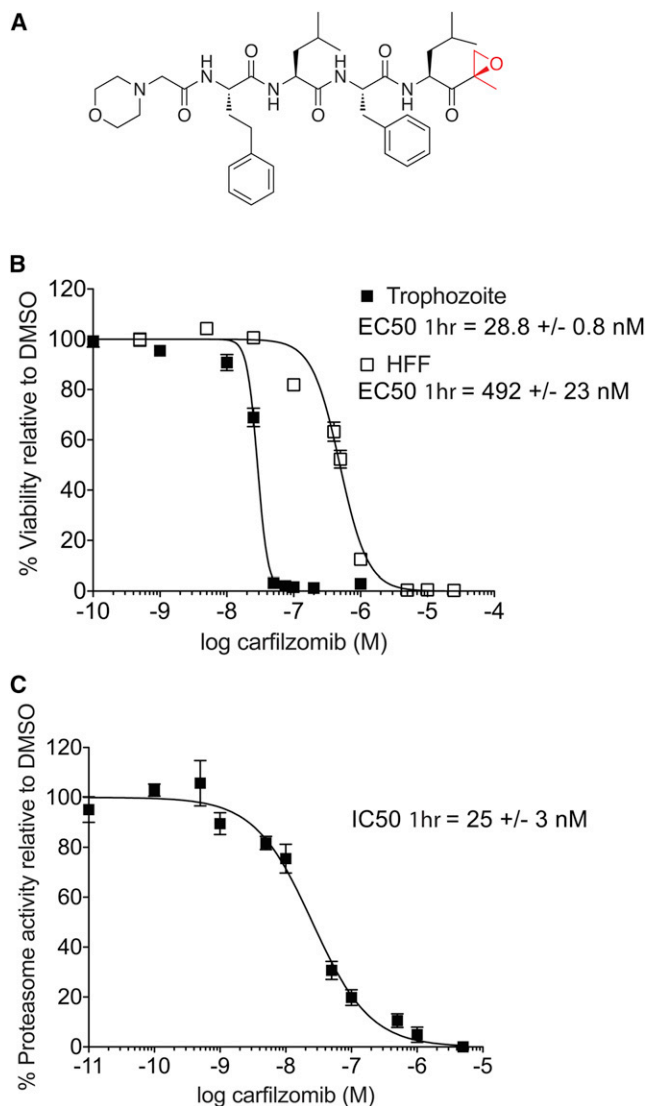 A
O
N
O
H
N
O
N
H
O
H
N
O
N
H
O
O
B
% Viability relative to DMSO
120
100
80
60
40
20
0
-10
-9
-8
-7
-6
-5
-4
log carfilzomib (M)
Trophozoite
EC50 1hr = 28.8 +/- 0.8 nM
HFF
EC50 1hr = 492 +/- 23 nM
C
% Proteasome activity relative to DMSO
120
100
80
60
40
20
0
-11
-10
-9
-8
-7
-6
-5
log carfilzomib (M)
IC50 1hr = 25 +/- 3 nM